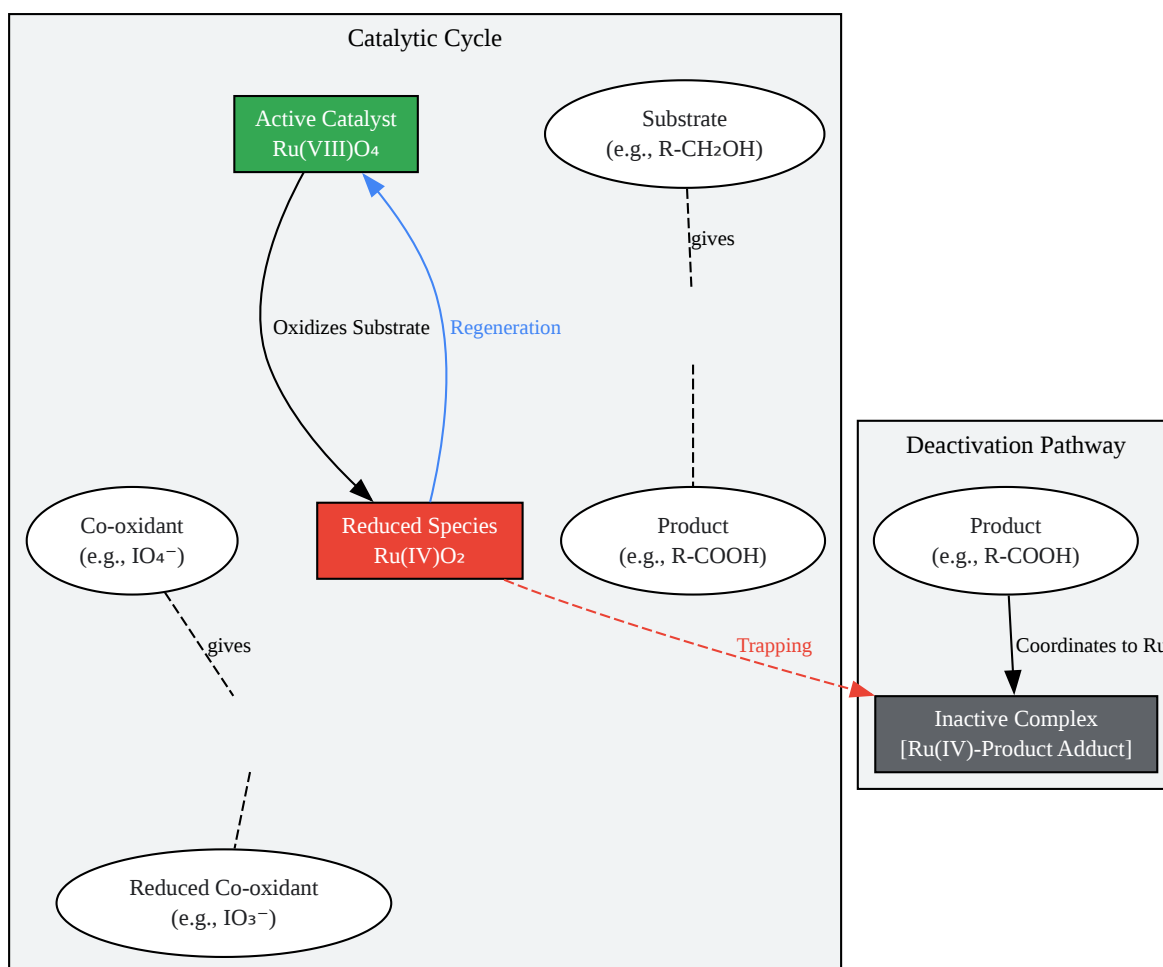 Catalytic Cycle
Active Catalyst
Ru(VIII)O₄
Substrate
(e.g., R-CH₂OH)
gives
Oxidizes Substrate
Regeneration
Co-oxidant
(e.g., IO₄⁻)
Reduced Species
Ru(IV)O₂
Product
(e.g., R-COOH)
gives
Trapping
Reduced Co-oxidant
(e.g., IO₃⁻)
Deactivation Pathway
Product
(e.g., R-COOH)
Coordinates to Ru
Inactive Complex
[Ru(IV)-Product Adduct]